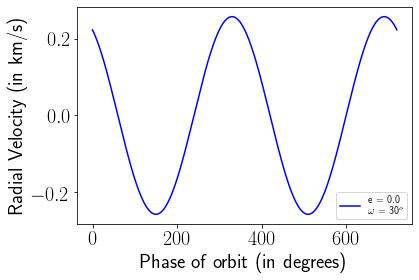 Radial Velocity (in km/s)
0.2
0.0
−0.2
0 200 400 600
Phase of orbit (in degrees)
e = 0.0
ω = 30°